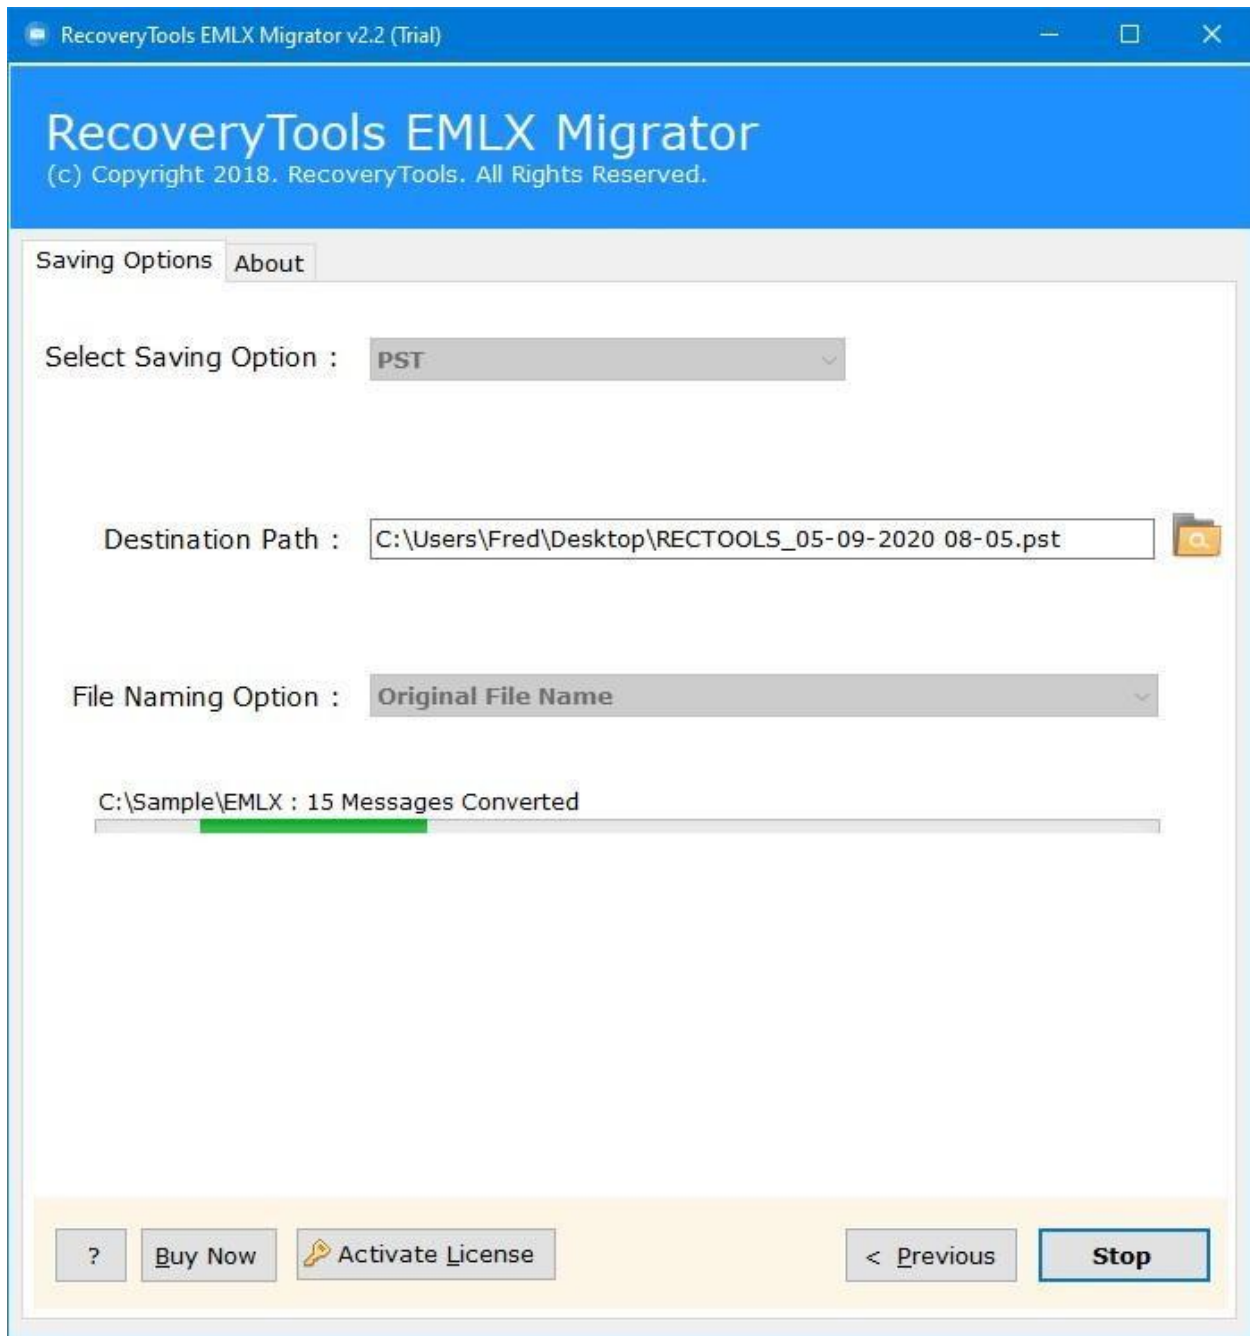 RecoveryTools EMLX Migrator v2.2 (Trial)
RecoveryTools EMLX Migrator
(c) Copyright 2018. RecoveryTools. All Rights Reserved.
Saving Options About
Select Saving Option : PST
Destination Path : C:\Users\Fred\Desktop\RECTOOLS_05-09-2020 08-05.pst
File Naming Option : Original File Name
C:\Sample\EMLX : 15 Messages Converted
? Buy Now Activate License < Previous Stop